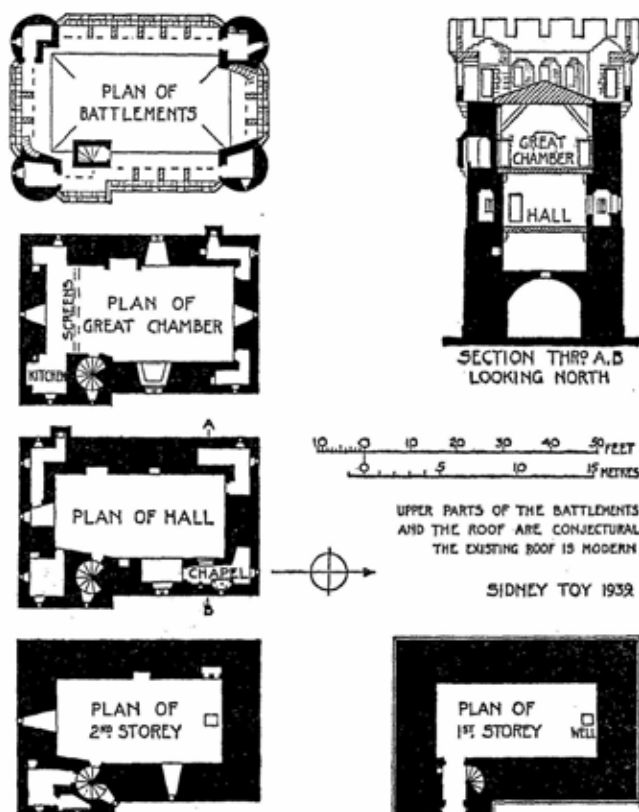 PLAN OF
BATTLEMENTS
GREAT
CHAMBER
HALL
SECTION THRO A.B
LOOKING NORTH
PLAN OF
GREAT CHAMBER
SCREENS
KITCHEN
A
PLAN OF HALL
CHAPEL
B
10 0 10 20 30 40 50 FEET
0 5 10 15 METRES
UPPER PARTS OF THE BATTLEMENTS
AND THE ROOF ARE CONJECTURAL
THE EXISTING ROOF IS MODERN
SIDNEY TOY 1939
PLAN OF
2ND STOREY
PLAN OF
1ST STOREY
WELL